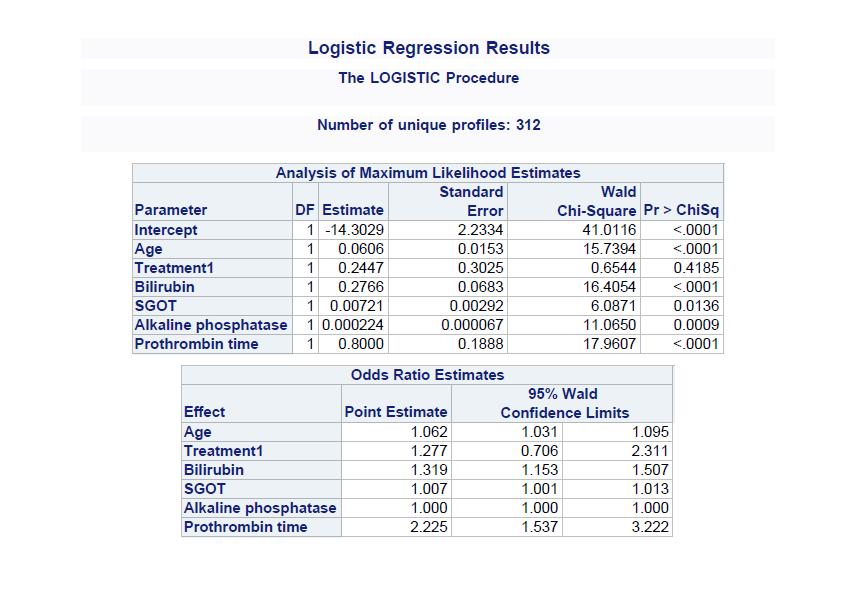 Logistic Regression Results
The LOGISTIC Procedure
Number of unique profiles: 312
Analysis of Maximum Likelihood Estimates
Parameter DF Estimate Standard Error Wald Chi-Square Pr > ChiSq
Intercept 1 -14.3029 2.2334 41.0116 <.0001
Age 1 0.0606 0.0153 15.7394 <.0001
Treatment1 1 0.2447 0.3025 0.6544 0.4185
Bilirubin 1 0.2766 0.0683 16.4054 <.0001
SGOT 1 0.00721 0.00292 6.0871 0.0136
Alkaline phosphatase 1 0.000224 0.000067 11.0650 0.0009
Prothrombin time 1 0.8000 0.1888 17.9607 <.0001
Odds Ratio Estimates
Effect Point Estimate 95% Wald Confidence Limits
Age 1.062 1.031 1.095
Treatment1 1.277 0.706 2.311
Bilirubin 1.319 1.153 1.507
SGOT 1.007 1.001 1.013
Alkaline phosphatase 1.000 1.000 1.000
Prothrombin time 2.225 1.537 3.222